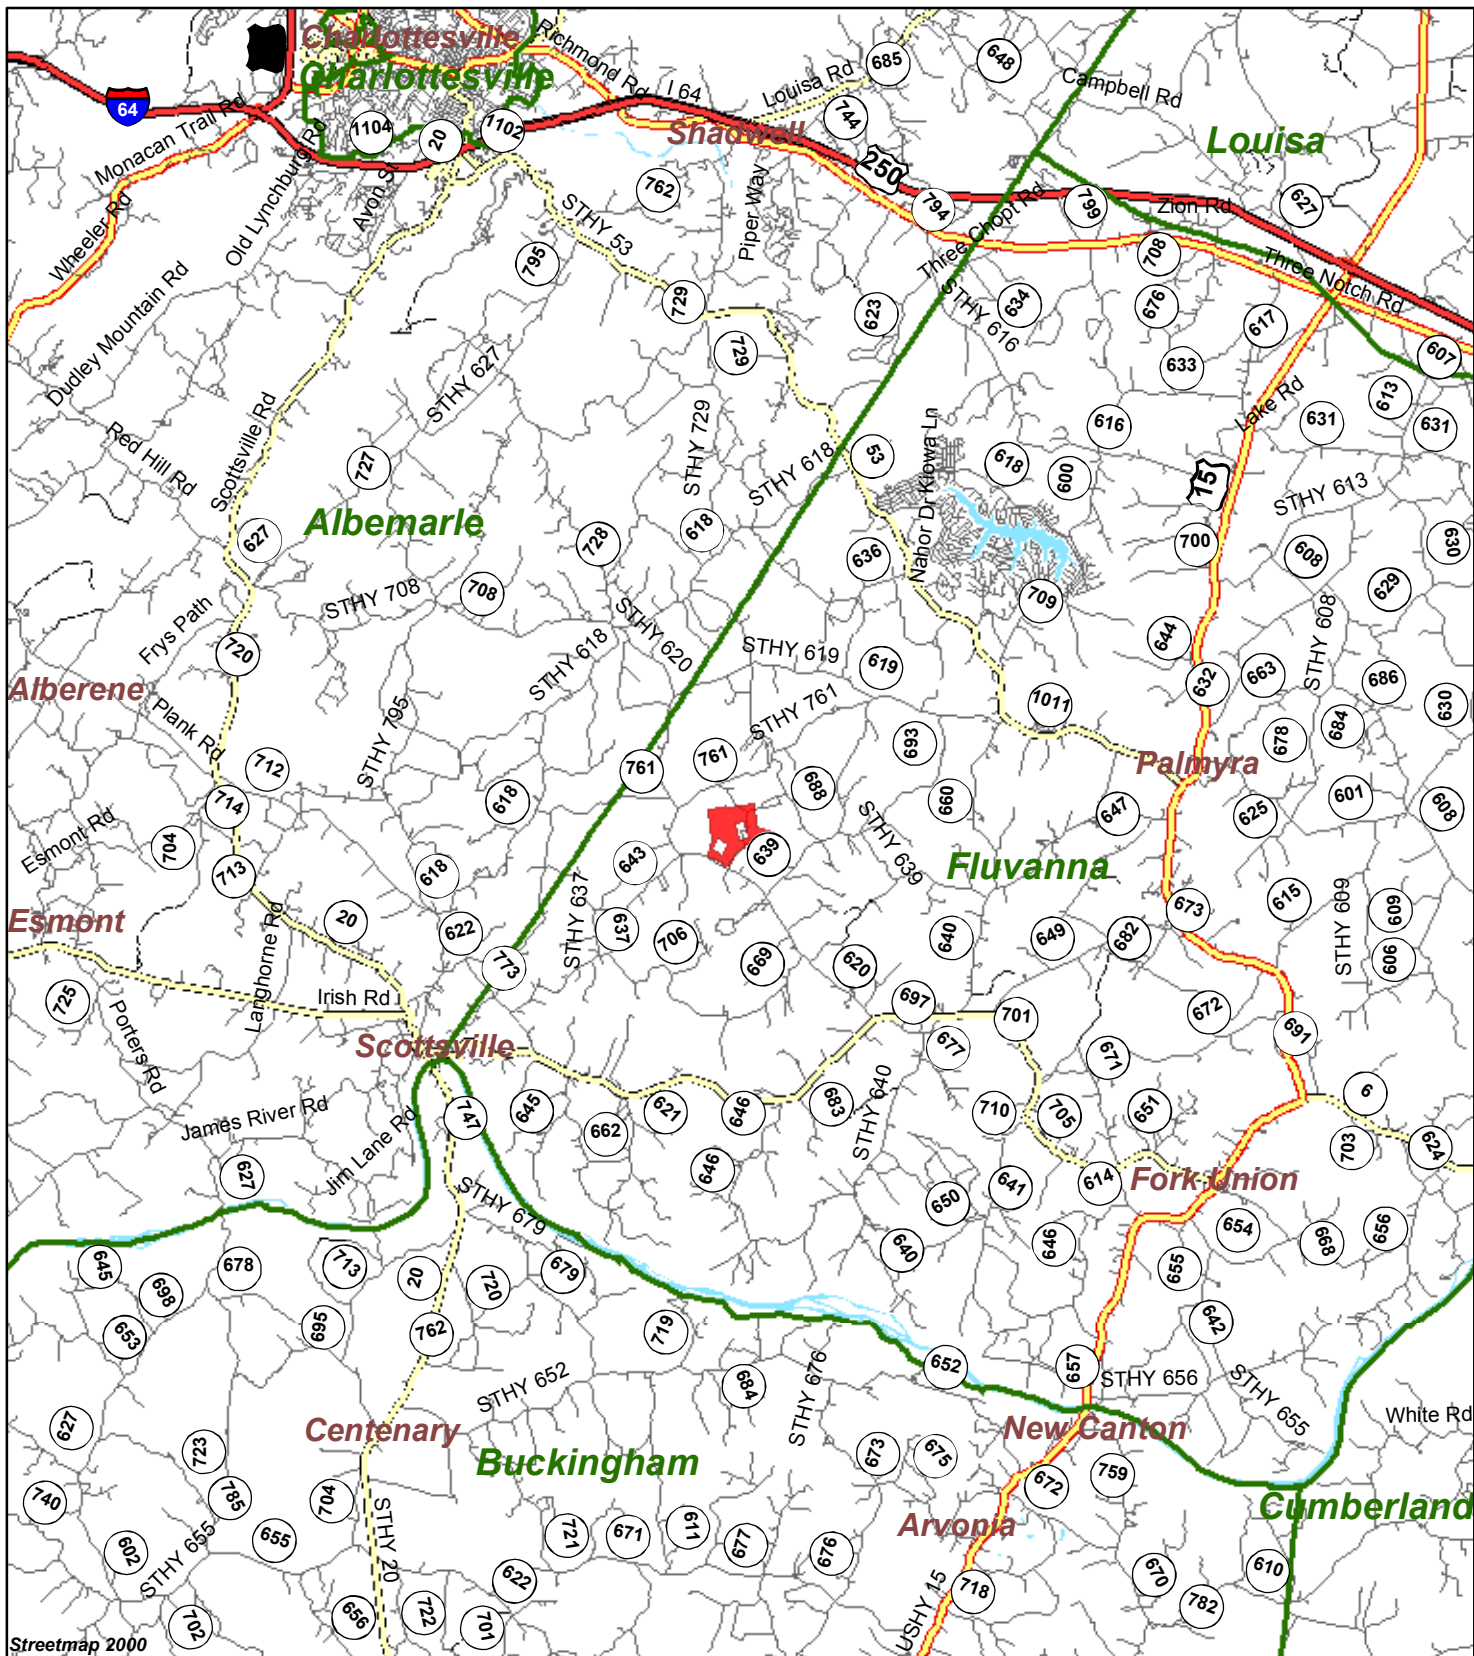 Charlottesville
Charlottesville
Richmond Rd
I 64
Louisa Rd
685
648
Campbell Rd
64
Monacan Trail Rd
1104
20
1102
744
Shadwell
Louisa
250
Wheeler Rd
Old Lynchburg Rd
Avon St
762
STHY 53
Piper Way
794
Three Chopt Rd
799
Zion Rd
627
795
708
Three Notch Rd
Dudley Mountain Rd
729
623
STHY 616
634
676
617
729
633
607
STHY 627
Red Hill Rd
Scottsville Rd
727
STHY 729
STHY 618
53
Nahor Dr
Kiowa Ln
618
600
616
Lake Rd
631
613
631
15
STHY 613
Albemarle
627
728
618
636
700
608
630
STHY 708
708
709
629
Frys Path
720
STHY 618
STHY 620
STHY 619
619
644
632
663
STHY 608
686
630
Alberene
Plank Rd
STHY 795
STHY 761
1011
678
684
712
761
761
693
Palmyra
714
618
688
660
647
625
601
608
Esmont Rd
704
713
618
643
639
STHY 639
Fluvanna
Esmont
20
622
STHY 637
637
706
673
615
STHY 609
609
Langhorne Rd
773
669
620
640
649
682
606
725
Porters Rd
Irish Rd
697
701
672
691
Scottsville
677
671
James River Rd
Jim Lane Rd
747
645
662
621
646
683
STHY 640
710
705
651
6
703
624
627
STHY 679
646
650
641
614
Fork Union
645
678
713
20
720
679
640
646
654
655
668
656
698
653
695
762
719
642
STHY 652
684
STHY 676
652
657
STHY 656
STHY 655
White Rd
627
Centenary
New Canton
723
Buckingham
673
675
740
785
704
672
759
Cumberland
Arvonia
602
STHY 655
655
STHY 20
721
671
611
677
676
622
670
610
702
656
722
701
USHY 15
718
782
Streetmap 2000